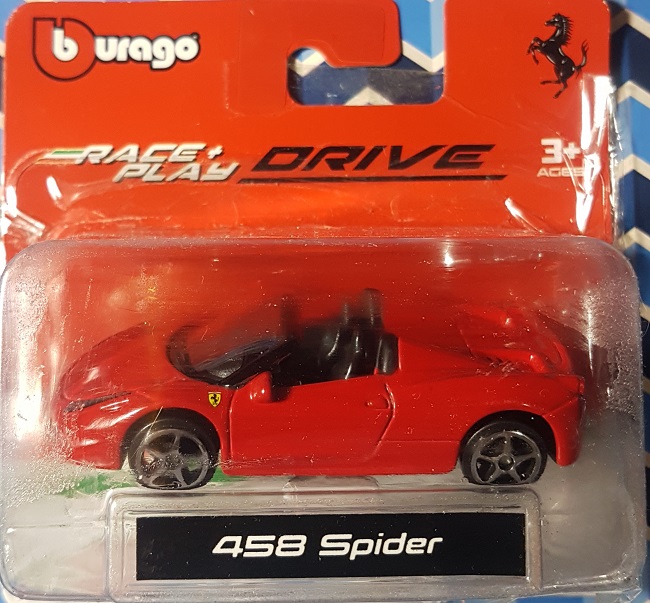 burago
RACE+
PLAY
DRIVE
3+
AGES
458 Spider